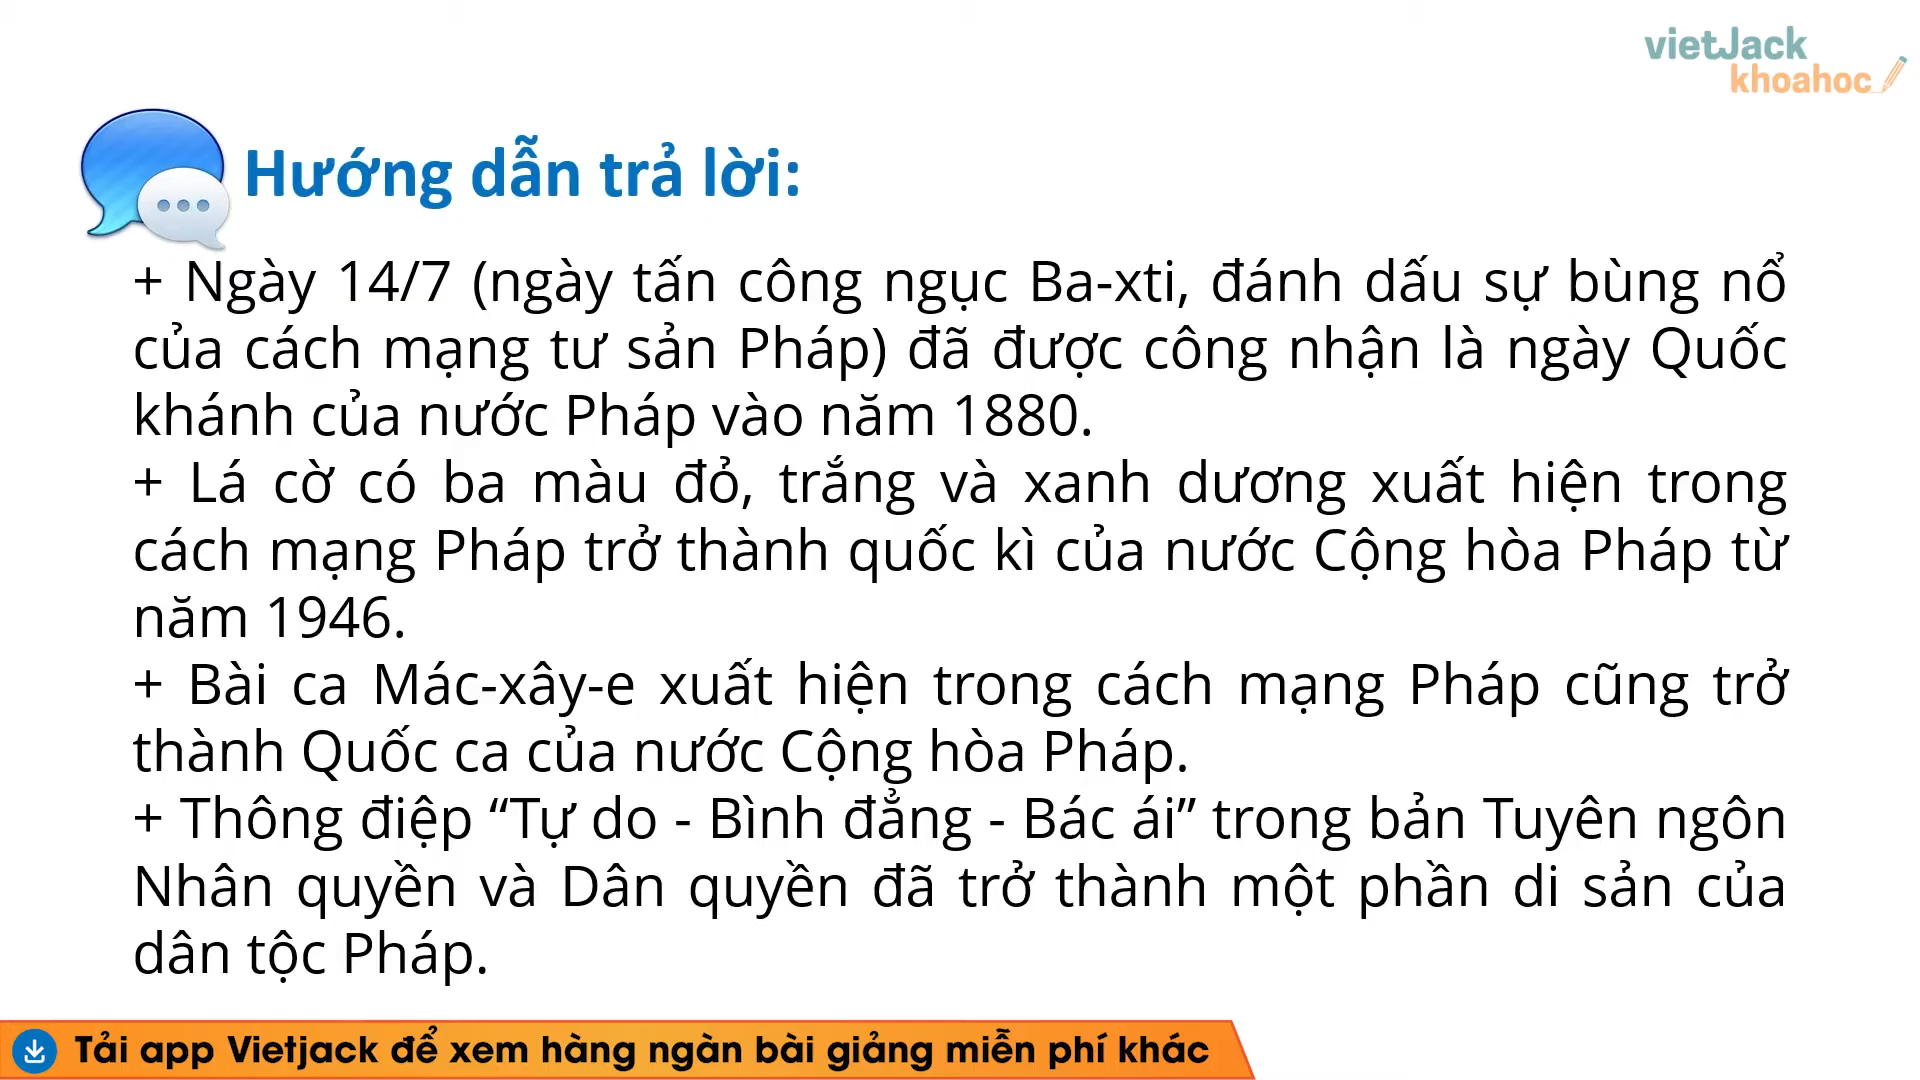 vietJack
khoahoc
Hướng dẫn trả lời:
+ Ngày 14/7 (ngày tấn công ngục Ba-xti, đánh dấu sự bùng nổ
của cách mạng tư sản Pháp) đã được công nhận là ngày Quốc
khánh của nước Pháp vào năm 1880.
+ Lá cờ có ba màu đỏ, trắng và xanh dương xuất hiện trong
cách mạng Pháp trở thành quốc kì của nước Cộng hòa Pháp từ
năm 1946.
+ Bài ca Mác-xây-e xuất hiện trong cách mạng Pháp cũng trở
thành Quốc ca của nước Cộng hòa Pháp.
+ Thông điệp “Tự do - Bình đẳng - Bác ái” trong bản Tuyên ngôn
Nhân quyền và Dân quyền đã trở thành một phần di sản của
dân tộc Pháp.
Tải app Vietjack để xem hàng ngàn bài giảng miễn phí khác